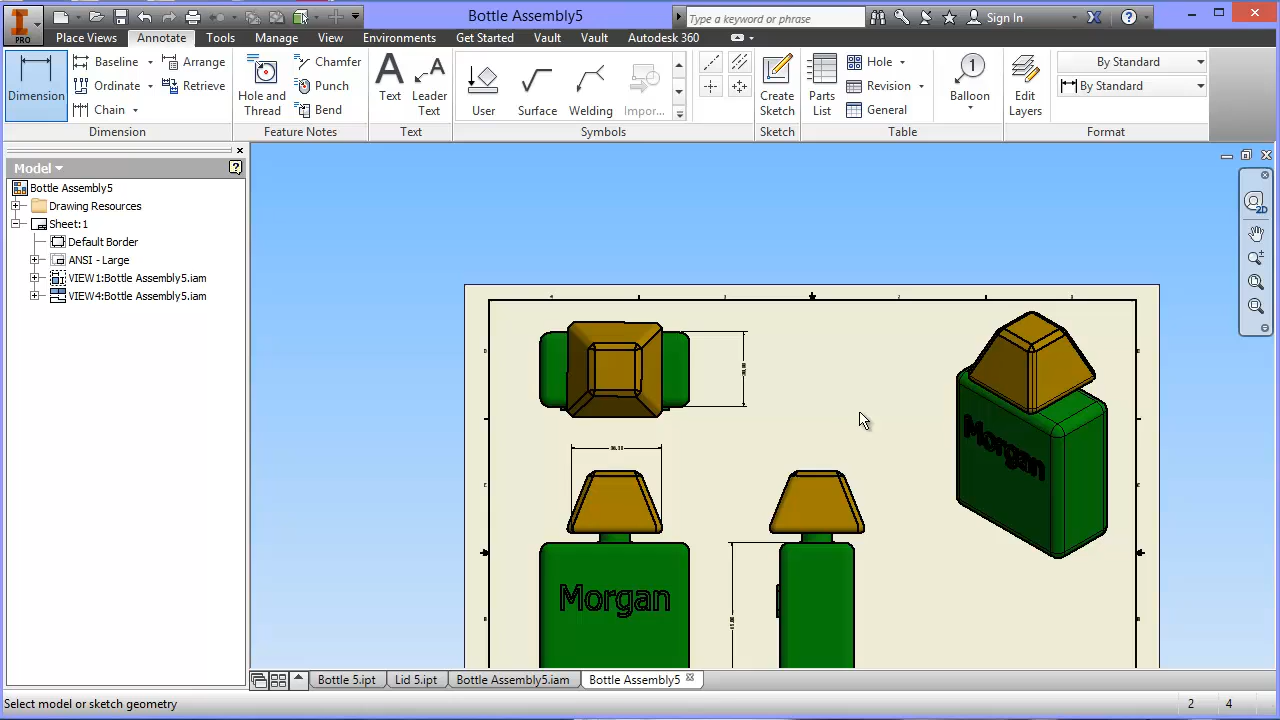 Bottle Assembly5
Type a keyword or phrase
Sign In
PRO
Place Views
Annotate
Tools
Manage
View
Environments
Get Started
Vault
Vault
Autodesk 360
Dimension
Baseline
Ordinate
Chain
Arrange
Retrieve
Dimension
Hole and
Thread
Chamfer
Punch
Bend
Feature Notes
Text
Leader
Text
Text
User
Surface
Welding
Impor...
Symbols
Create
Sketch
Sketch
Parts
List
Hole
Revision
General
Table
Balloon
Edit
Layers
By Standard
By Standard
Format
Model
Bottle Assembly5
Drawing Resources
Sheet:1
Default Border
ANSI - Large
VIEW1:Bottle Assembly5.iam
VIEW4:Bottle Assembly5.iam
2D
Morgan
Morgan
Bottle 5.ipt
Lid 5.ipt
Bottle Assembly5.iam
Bottle Assembly5
Select model or sketch geometry
2
4